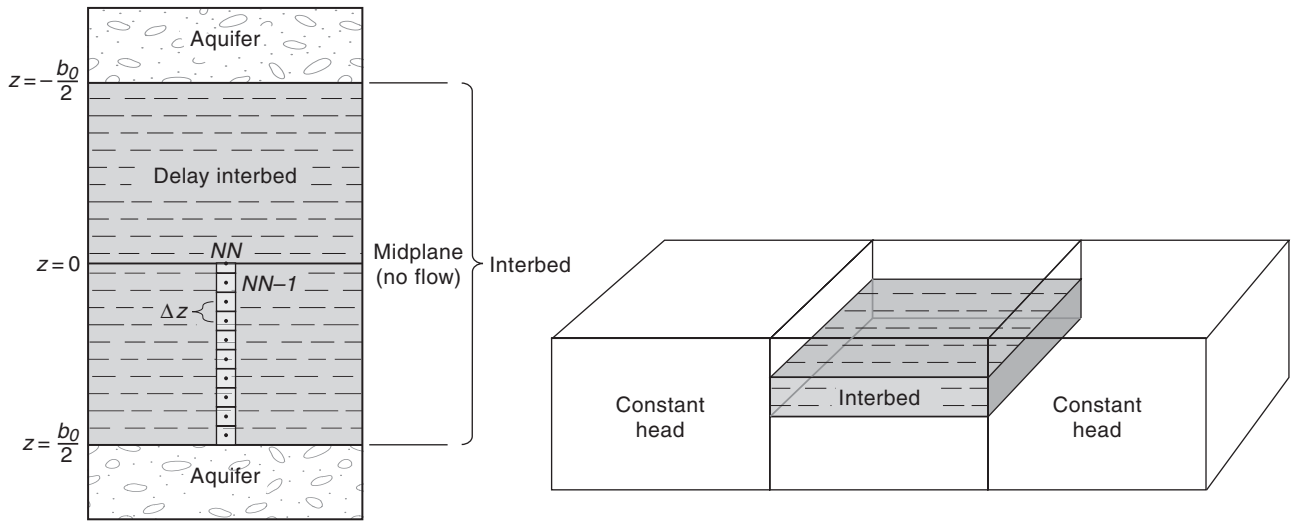 Aquifer
z = − b0/2
Delay interbed
NN
z = 0
NN–1
Δz
Midplane
(no flow)
Interbed
z = b0/2
Aquifer
Constant
head
Interbed
Constant
head